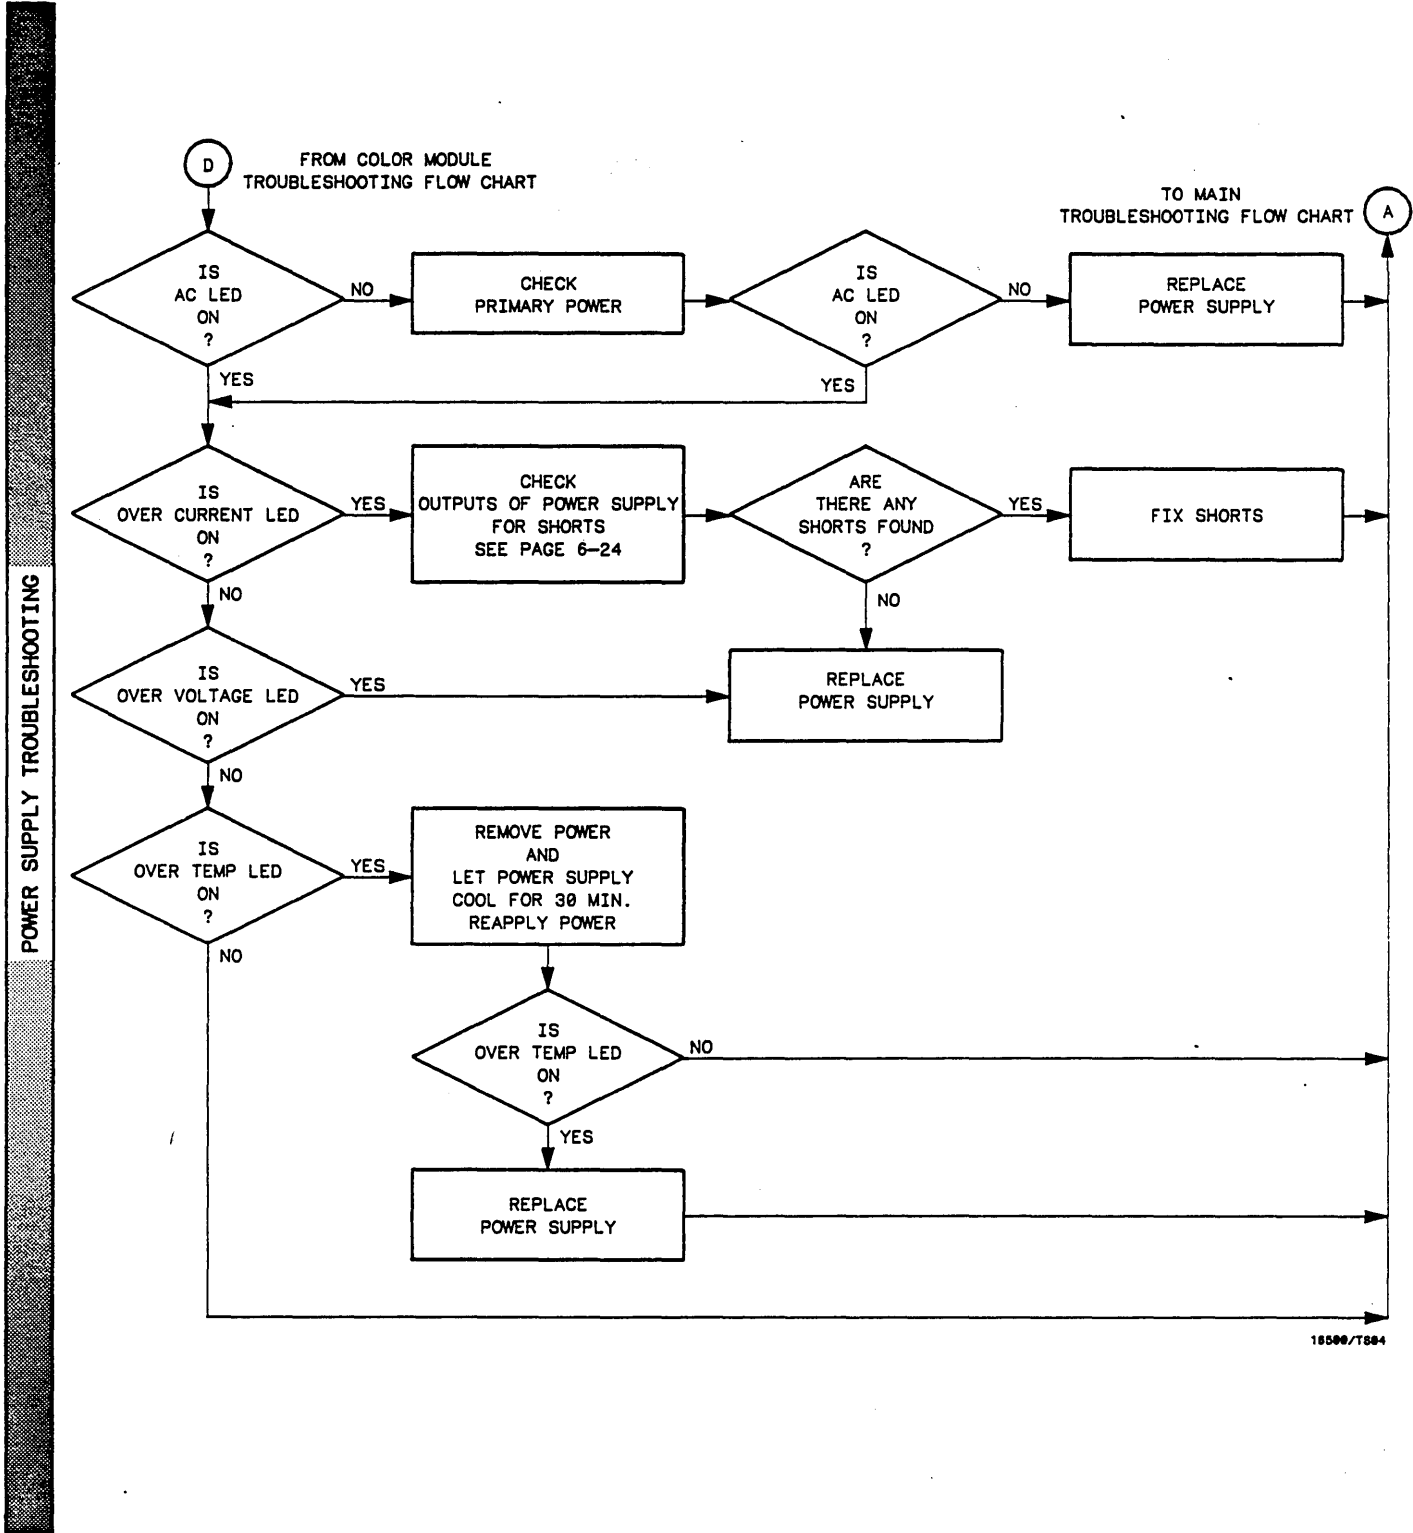 POWER SUPPLY TROUBLESHOOTING
D
FROM COLOR MODULE
TROUBLESHOOTING FLOW CHART
TO MAIN
TROUBLESHOOTING FLOW CHART
A
IS
AC LED
ON
?
NO
YES
CHECK
PRIMARY POWER
IS
AC LED
ON
?
NO
YES
REPLACE
POWER SUPPLY
IS
OVER CURRENT LED
ON
?
YES
NO
CHECK
OUTPUTS OF POWER SUPPLY
FOR SHORTS
SEE PAGE 6-24
ARE
THERE ANY
SHORTS FOUND
?
YES
NO
FIX SHORTS
IS
OVER VOLTAGE LED
ON
?
YES
NO
REPLACE
POWER SUPPLY
IS
OVER TEMP LED
ON
?
YES
NO
REMOVE POWER
AND
LET POWER SUPPLY
COOL FOR 30 MIN.
REAPPLY POWER
IS
OVER TEMP LED
ON
?
NO
YES
REPLACE
POWER SUPPLY
16500/TS04